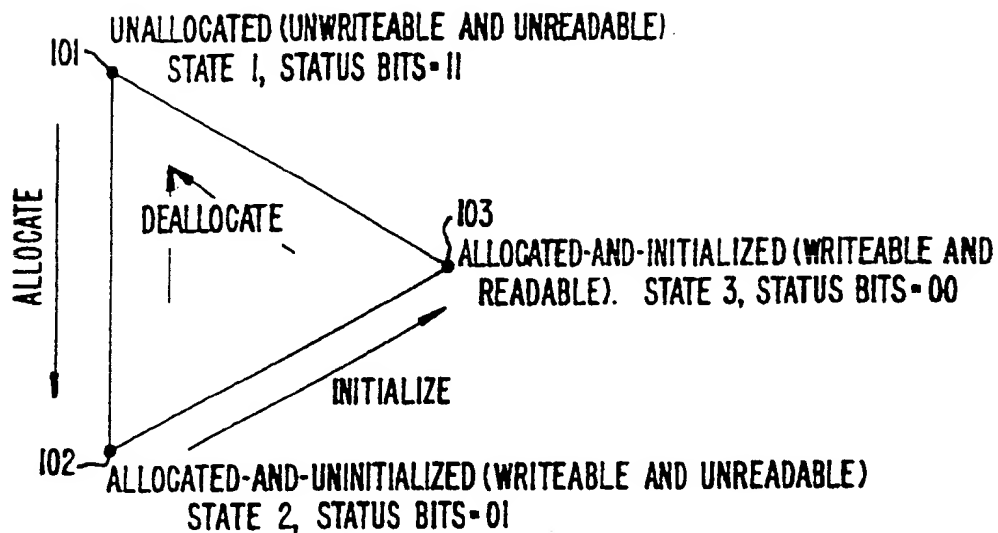 UNALLOCATED (UNWRITEABLE AND UNREADABLE)
101
STATE 1, STATUS BITS=11
ALLOCATE
DEALLOCATE
103
ALLOCATED-AND-INITIALIZED (WRITEABLE AND
READABLE). STATE 3, STATUS BITS=00
INITIALIZE
102
ALLOCATED-AND-UNINITIALIZED (WRITEABLE AND UNREADABLE)
STATE 2, STATUS BITS=01